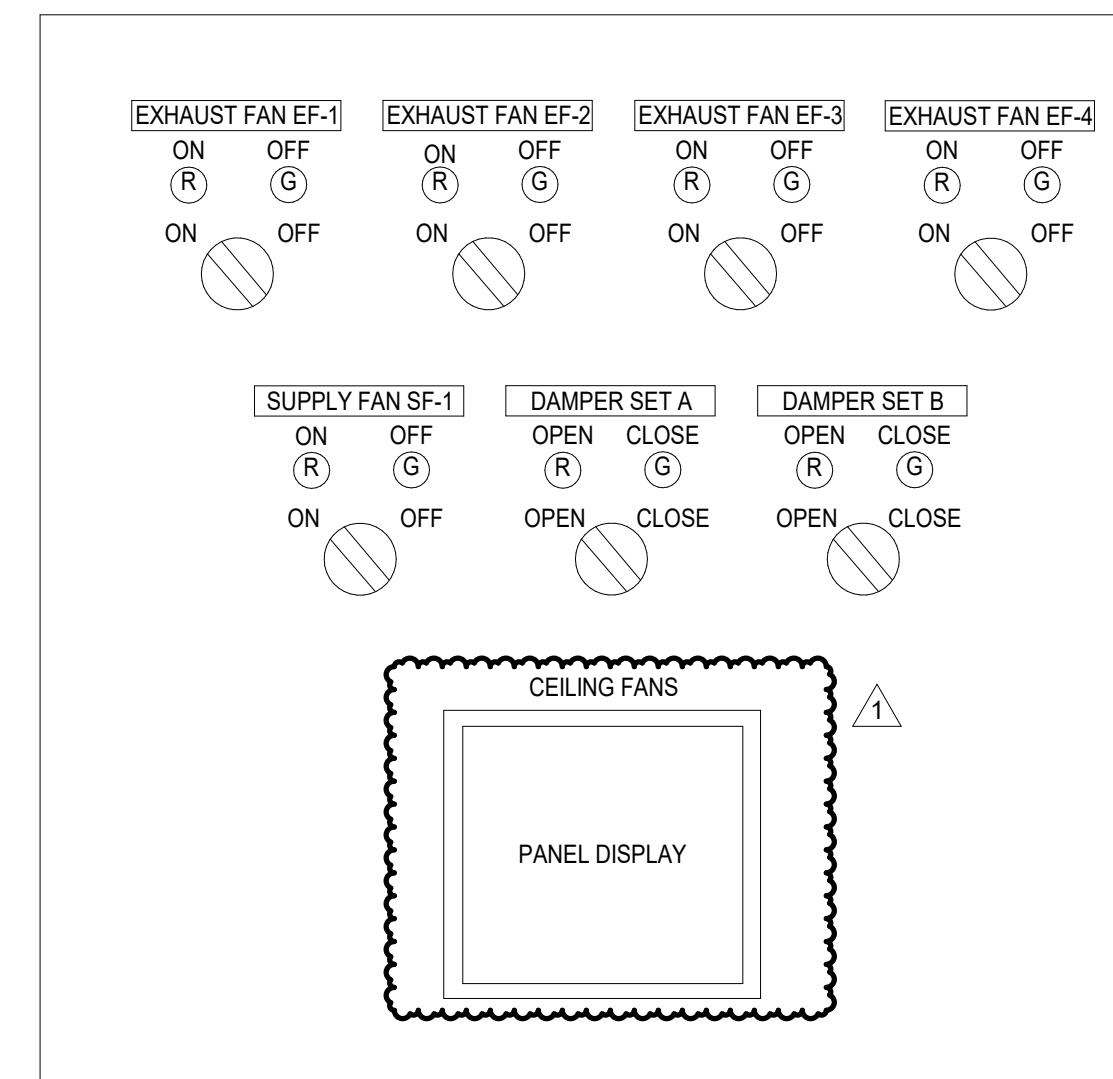 EXHAUST FAN EF-1 EXHAUST FAN EF-2 EXHAUST FAN EF-3 EXHAUST FAN EF-4
ON OFF ON OFF ON OFF ON OFF
R G R G R G R G
ON OFF ON OFF ON OFF ON OFF
SUPPLY FAN SF-1 DAMPER SET A DAMPER SET B
ON OFF OPEN CLOSE OPEN CLOSE
R G R G R G
ON OFF OPEN CLOSE OPEN CLOSE
CEILING FANS
1
PANEL DISPLAY